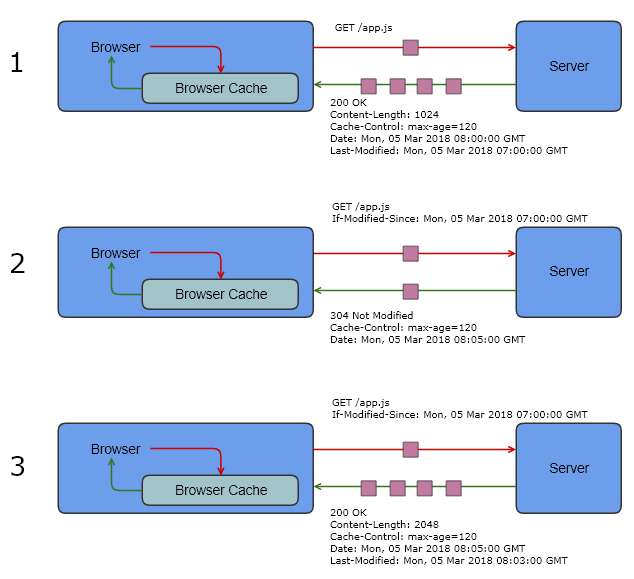 1
GET /app.js
Browser
Browser Cache
Server
200 OK
Content-Length: 1024
Cache-Control: max-age=120
Date: Mon, 05 Mar 2018 08:00:00 GMT
Last-Modified: Mon, 05 Mar 2018 07:00:00 GMT
2
GET /app.js
If-Modified-Since: Mon, 05 Mar 2018 07:00:00 GMT
Browser
Browser Cache
Server
304 Not Modified
Cache-Control: max-age=120
Date: Mon, 05 Mar 2018 08:05:00 GMT
3
GET /app.js
If-Modified-Since: Mon, 05 Mar 2018 07:00:00 GMT
Browser
Browser Cache
Server
200 OK
Content-Length: 2048
Cache-Control: max-age=120
Date: Mon, 05 Mar 2018 08:05:00 GMT
Last-Modified: Mon, 05 Mar 2018 08:03:00 GMT